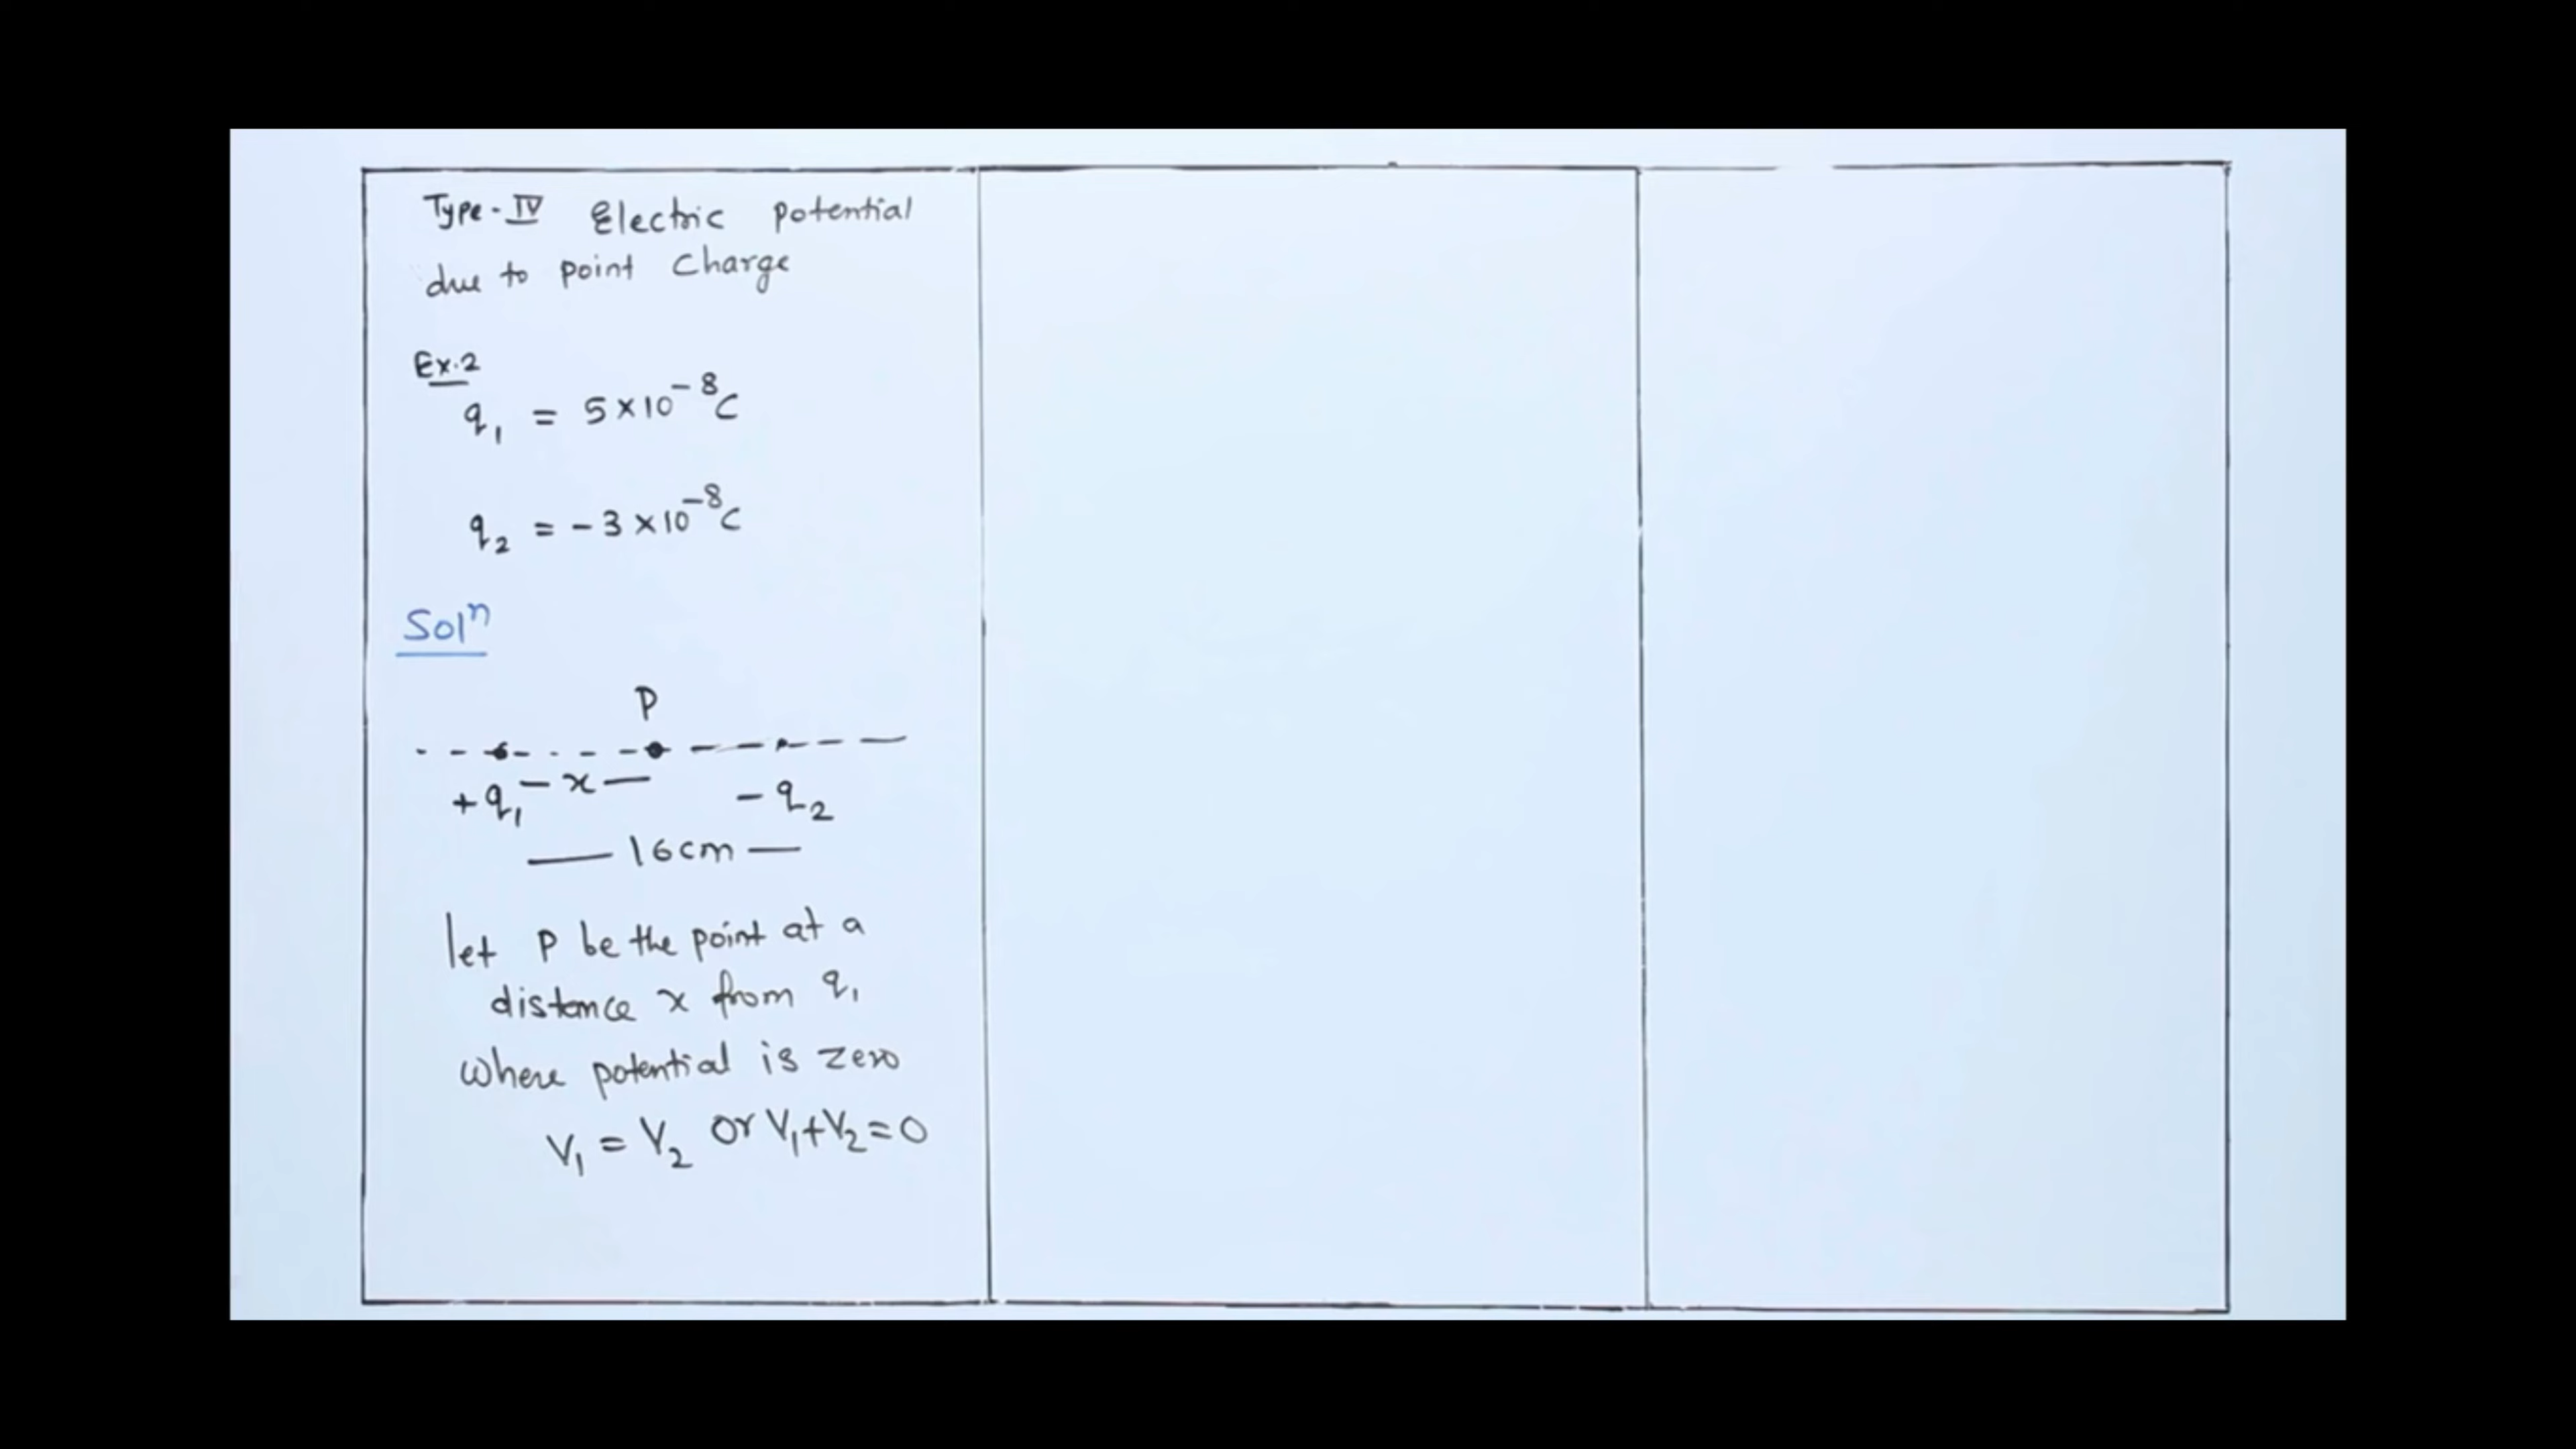 Type-IV Electric potential
due to point charge
Ex.2
q₁ = 5×10⁻⁸C
q₂ = -3×10⁻⁸C
Solⁿ
P
+q₁ - x - -q₂
16cm
let P be the point at a
distance x from q₁
where potential is zero
V₁ = V₂ or V₁+V₂=0